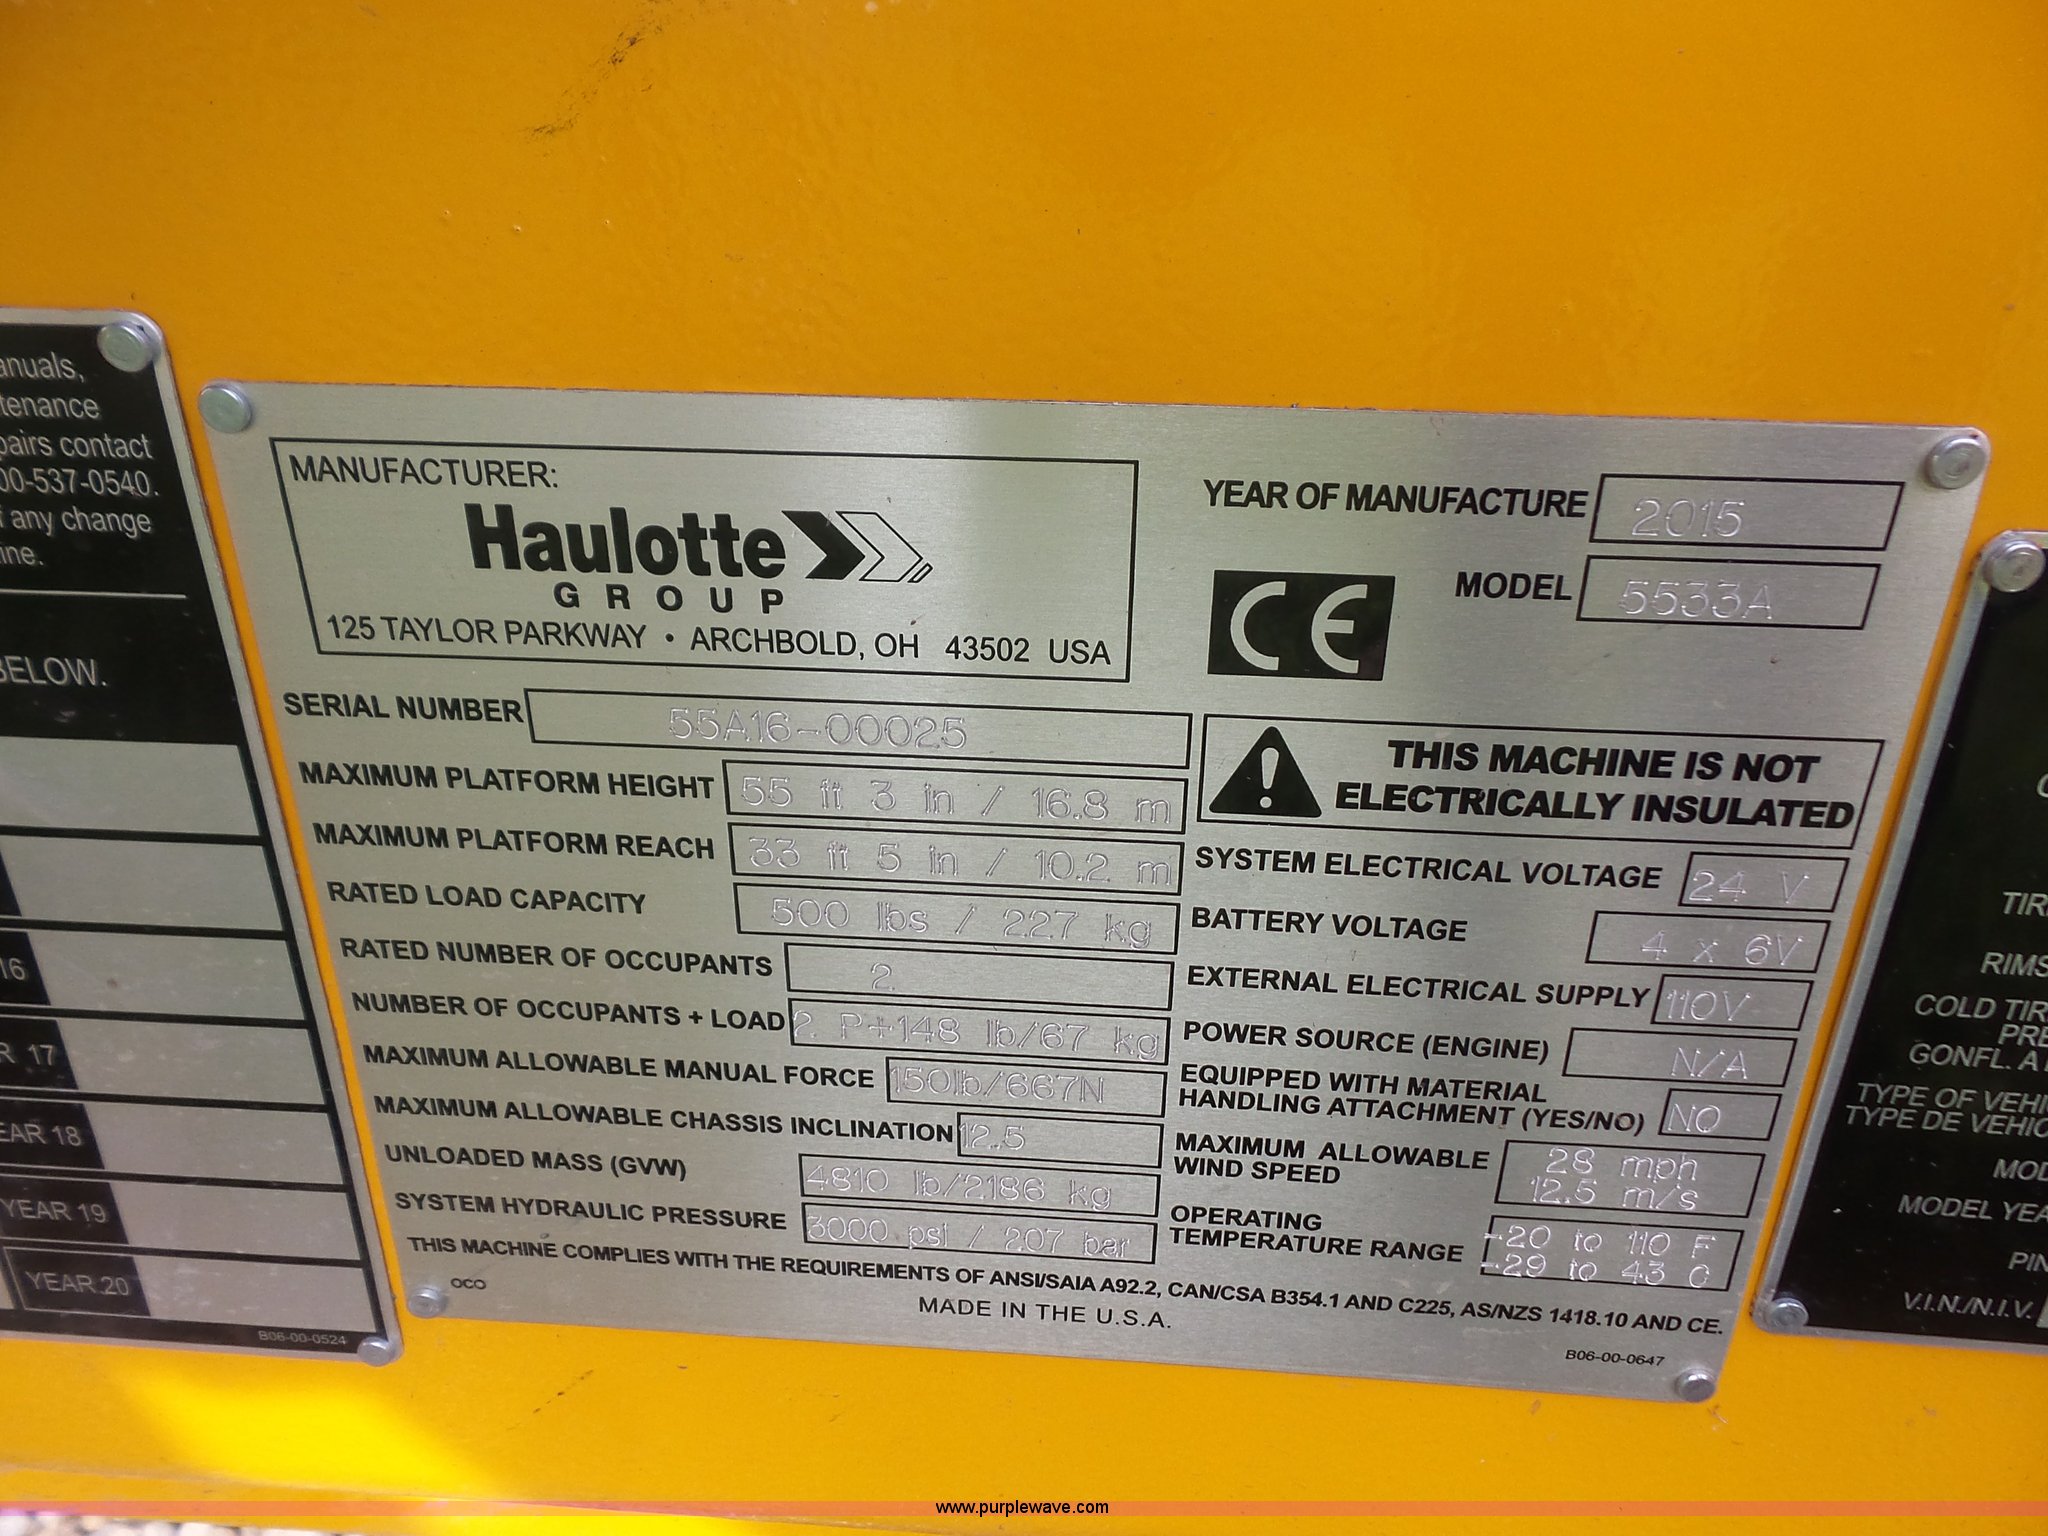 anuals,
tenance
pairs contact
00-537-0540.
f any change
ine.
BELOW.
16
R 17
EAR 18
YEAR 19
YEAR 20
B06-00-0524
MANUFACTURER:
Haulotte
GROUP
125 TAYLOR PARKWAY • ARCHBOLD, OH 43502 USA
YEAR OF MANUFACTURE 2015
MODEL 5533A
CE
SERIAL NUMBER 55A16-00025
MAXIMUM PLATFORM HEIGHT 55 ft 3 in / 16.8 m
MAXIMUM PLATFORM REACH 33 ft 5 in / 10.2 m
RATED LOAD CAPACITY 500 lbs / 227 kg
RATED NUMBER OF OCCUPANTS 2
NUMBER OF OCCUPANTS + LOAD 2 P+148 lb/67 kg
MAXIMUM ALLOWABLE MANUAL FORCE 150lb/667N
MAXIMUM ALLOWABLE CHASSIS INCLINATION 12.5
UNLOADED MASS (GVW) 4810 lb/2186 kg
SYSTEM HYDRAULIC PRESSURE 3000 psi / 207 bar
THIS MACHINE IS NOT
ELECTRICALLY INSULATED
SYSTEM ELECTRICAL VOLTAGE 24 V
BATTERY VOLTAGE 4 x 6V
EXTERNAL ELECTRICAL SUPPLY 110V
POWER SOURCE (ENGINE) N/A
EQUIPPED WITH MATERIAL
HANDLING ATTACHMENT (YES/NO) NO
MAXIMUM ALLOWABLE 28 mph
WIND SPEED 12.5 m/s
OPERATING -20 to 110 F
TEMPERATURE RANGE -29 to 43 C
THIS MACHINE COMPLIES WITH THE REQUIREMENTS OF ANSI/SAIA A92.2, CAN/CSA B354.1 AND C225, AS/NZS 1418.10 AND CE.
OCO
MADE IN THE U.S.A.
B06-00-0647
TIR
RIMS
COLD TIR
PRE
GONFL. A
TYPE OF VEHI
TYPE DE VEHIC
MOD
MODEL YEA
PIN
V.I.N./N.I.V.
www.purplewave.com